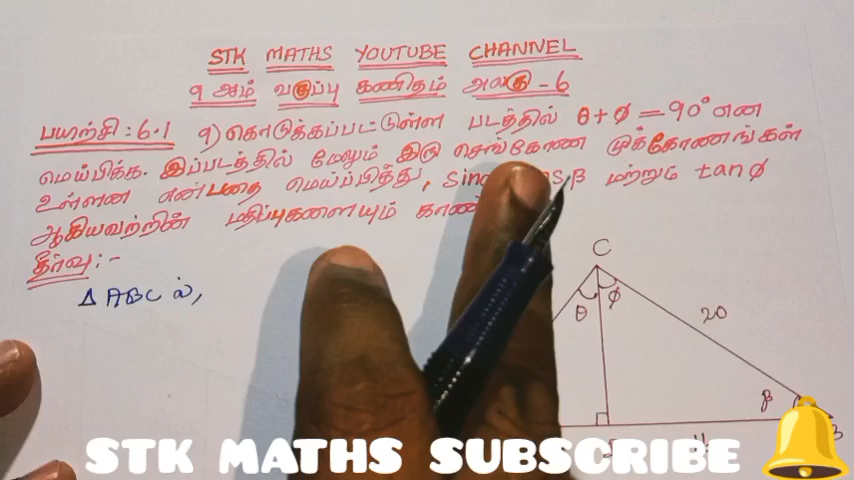 STK MATHS YOUTUBE CHANNEL
9 ஆம் வகுப்பு கணிதம் அலகு - 6
பயிற்சி : 6.1 9) கொடுக்கப்பட்டுள்ள படத்தில் θ + φ = 90° என
மெய்பிக்க. இப்படத்தில் மேலும் இரு செங்கோண முக்கோணங்கள்
உள்ளன என்பதை மெய்ப்பித்து, β மற்றும் tan φ
ஆகியவற்றின் மதிப்புகளையும்
தீர்வு :-
Δ ABC ல்,
C
θ φ
20
β
STK MATHS SUBSCRIBE